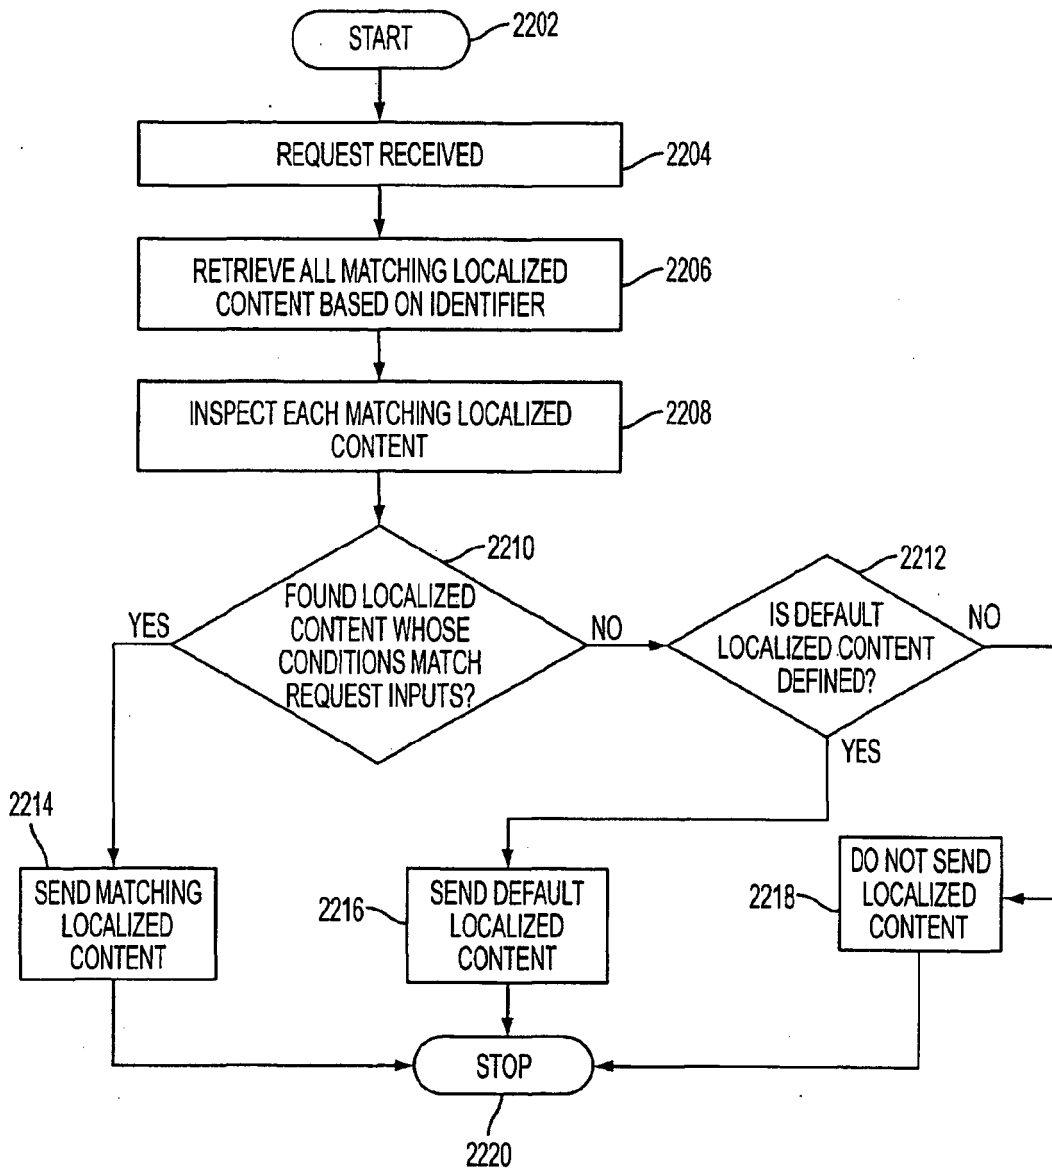 START
2202
REQUEST RECEIVED
2204
RETRIEVE ALL MATCHING LOCALIZED
CONTENT BASED ON IDENTIFIER
2206
INSPECT EACH MATCHING LOCALIZED
CONTENT
2208
2210
FOUND LOCALIZED
CONTENT WHOSE
CONDITIONS MATCH
REQUEST INPUTS?
YES
NO
2212
IS DEFAULT
LOCALIZED CONTENT
DEFINED?
NO
YES
2214
SEND MATCHING
LOCALIZED
CONTENT
2216
SEND DEFAULT
LOCALIZED
CONTENT
2218
DO NOT SEND
LOCALIZED
CONTENT
STOP
2220